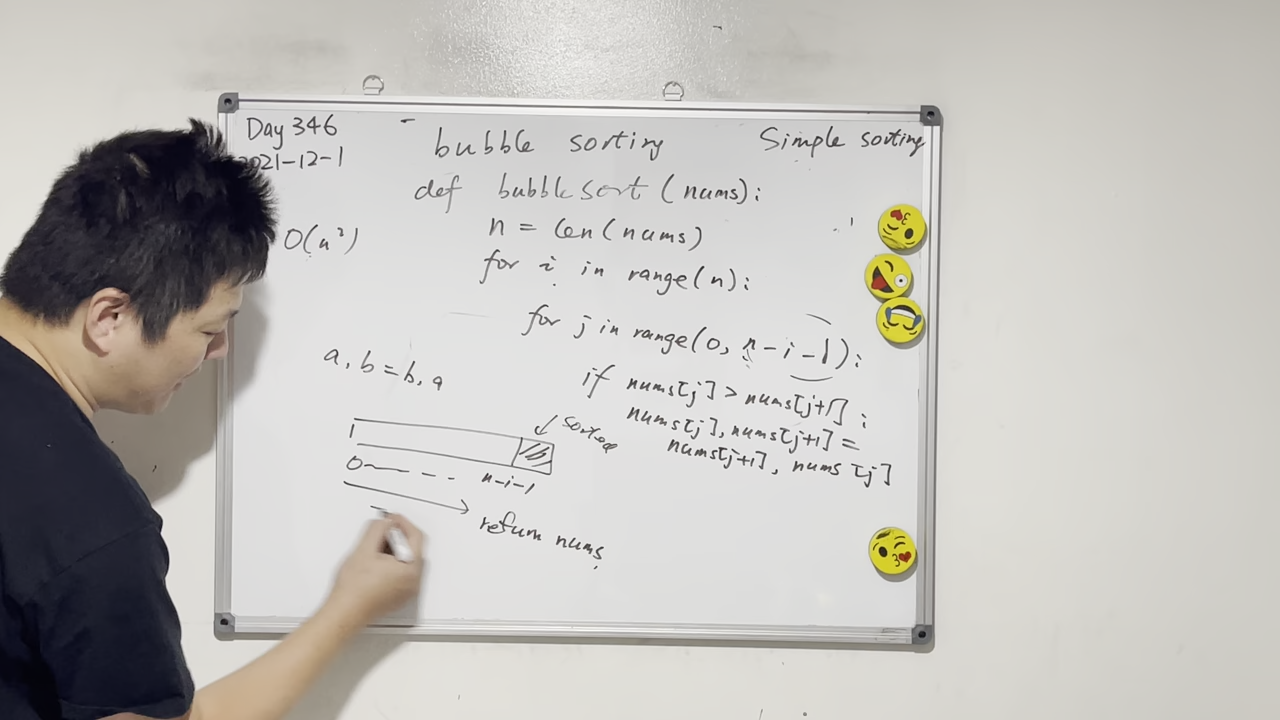 Day 346
2021-12-1
bubble sorting
Simple sorting
def bubblesort (nums):
O(n²)
n = len(nums)
for i in range(n):
for j in range(0, n-i-1):
a, b = b, a
if nums[j] > nums[j+1]:
nums[j], nums[j+1] =
nums[j+1], nums [j]
sorted
0
n-i-1
return nums